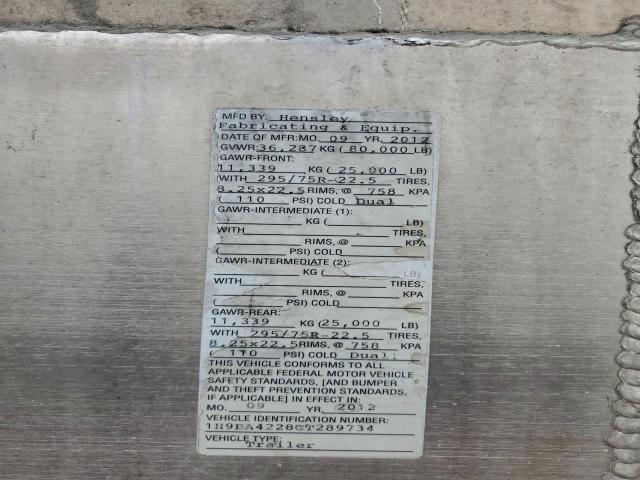 MFD BY: Hensley
Fabricating & Equip.
DATE OF MFR: MO. 09 YR. 2012
GVWR: 36,287 KG (80,000 LB)
GAWR-FRONT:
11,339 KG (25,000 LB)
WITH 295/75R-22.5 TIRES,
8.25x22.5 RIMS, @ 758 KPA
(110 PSI) COLD Dual
GAWR-INTERMEDIATE (1):
KG ( LB)
WITH TIRES,
RIMS, @ KPA
( PSI) COLD
GAWR-INTERMEDIATE (2):
KG ( LB)
WITH TIRES,
RIMS, @ KPA
( PSI) COLD
GAWR-REAR:
11,339 KG (25,000 LB)
WITH 295/75R-22.5 TIRES,
8.25x22.5 RIMS, @ 758 KPA
(110 PSI) COLD Dual
THIS VEHICLE CONFORMS TO ALL
APPLICABLE FEDERAL MOTOR VEHICLE
SAFETY STANDARDS, [AND BUMPER
AND THEFT PREVENTION STANDARDS,
IF APPLICABLE] IN EFFECT IN:
MO. 09 YR. 2012
VEHICLE IDENTIFICATION NUMBER:
1H9BA4228CT289734
VEHICLE TYPE:
Trailer